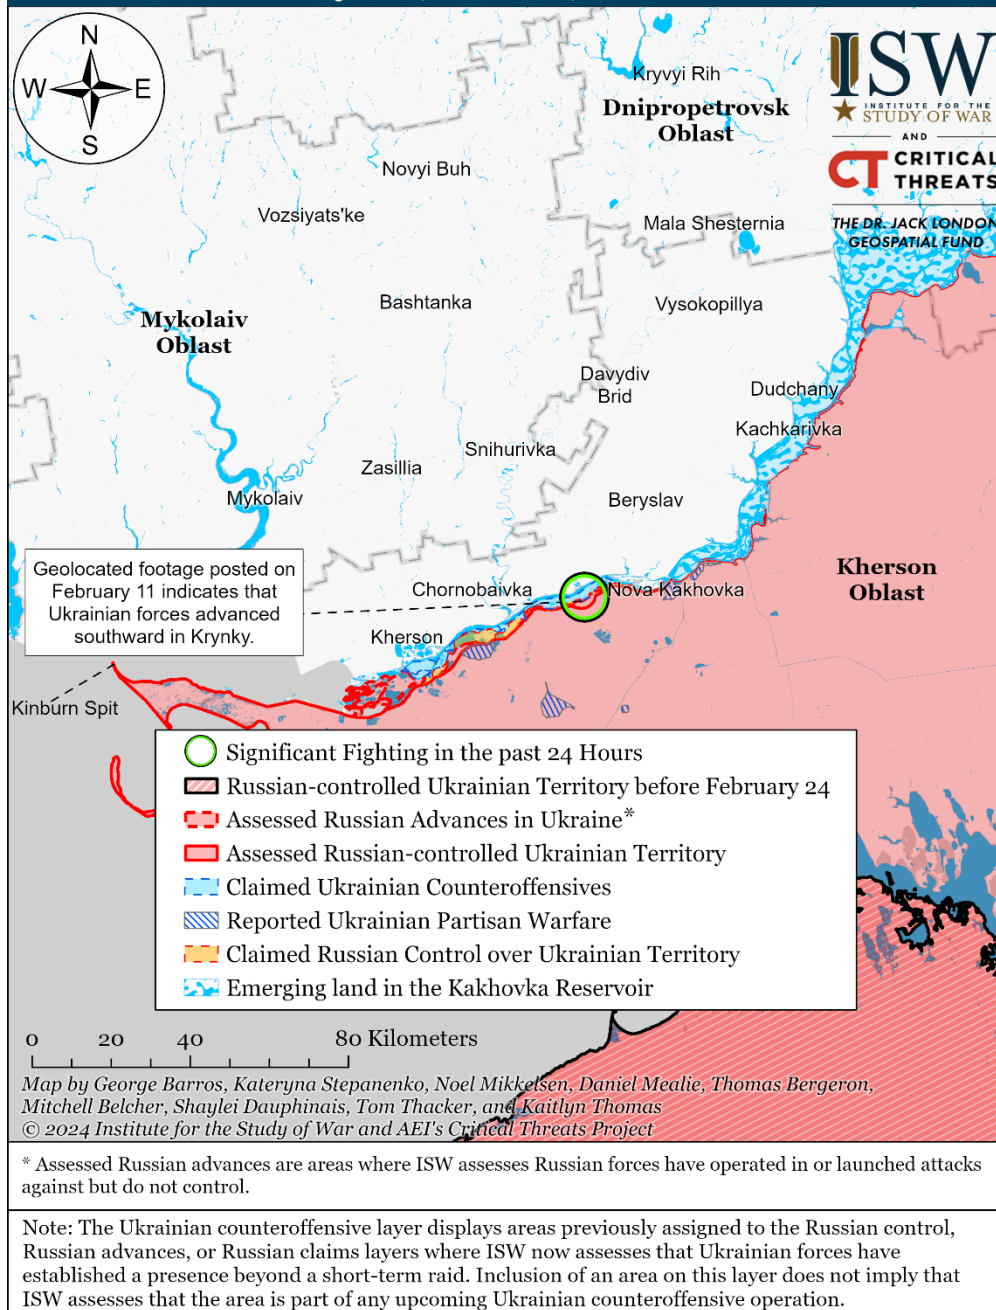 N
W
E
S
ISW
INSTITUTE FOR THE
STUDY OF WAR
AND
CT CRITICAL
THREATS
THE DR. JACK LONDON
GEOSPATIAL FUND
Kryvyi Rih
Dnipropetrovsk
Oblast
Novyi Buh
Vozsiyats'ke
Mala Shesternia
Bashtanka
Vysokopillya
Mykolaiv
Oblast
Davydiv
Brid
Dudchany
Kachkarivka
Snihurivka
Zasillia
Mykolaiv
Beryslav
Geolocated footage posted on
February 11 indicates that
Ukrainian forces advanced
southward in Krynky.
Chornobaivka
Nova Kakhovka
Kherson
Oblast
Kherson
Kinburn Spit
Significant Fighting in the past 24 Hours
Russian-controlled Ukrainian Territory before February 24
Assessed Russian Advances in Ukraine*
Assessed Russian-controlled Ukrainian Territory
Claimed Ukrainian Counteroffensives
Reported Ukrainian Partisan Warfare
Claimed Russian Control over Ukrainian Territory
Emerging land in the Kakhovka Reservoir
0 20 40 80 Kilometers
Map by George Barros, Kateryna Stepanenko, Noel Mikkelsen, Daniel Mealie, Thomas Bergeron,
Mitchell Belcher, Shaylei Dauphinais, Tom Thacker, and Kaitlyn Thomas
© 2024 Institute for the Study of War and AEI's Critical Threats Project
* Assessed Russian advances are areas where ISW assesses Russian forces have operated in or launched attacks
against but do not control.
Note: The Ukrainian counteroffensive layer displays areas previously assigned to the Russian control,
Russian advances, or Russian claims layers where ISW now assesses that Ukrainian forces have
established a presence beyond a short-term raid. Inclusion of an area on this layer does not imply that
ISW assesses that the area is part of any upcoming Ukrainian counteroffensive operation.